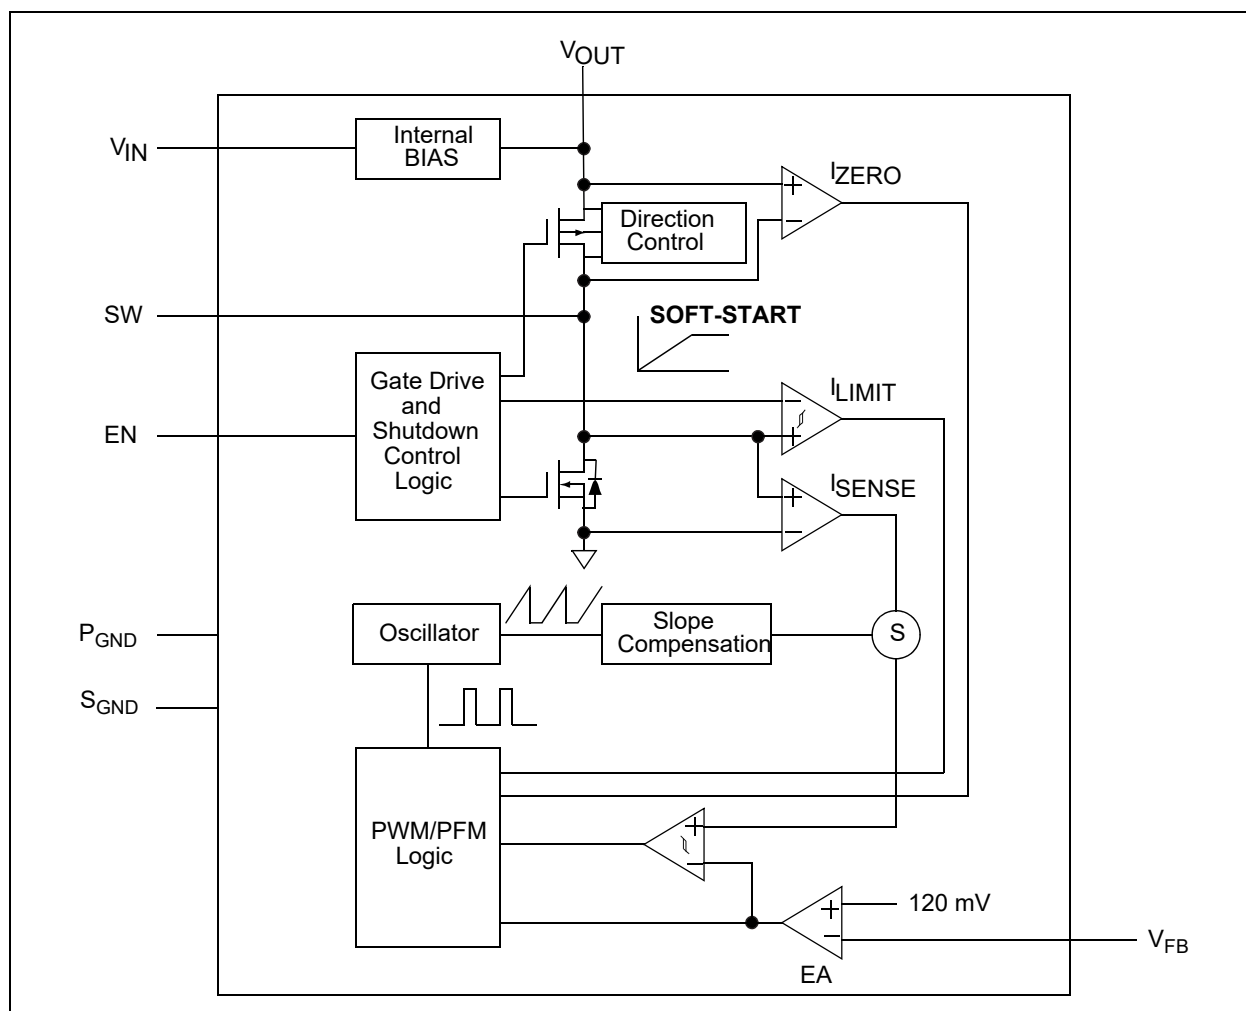 VOUT
VIN
Internal
BIAS
IZERO
+
−
Direction
Control
SW
SOFT-START
Gate Drive
and
Shutdown
Control
Logic
EN
ILIMIT
−
+
ISENSE
+
−
Oscillator
Slope
Compensation
S
PGND
SGND
PWM/PFM
Logic
+
−
120 mV
+
−
VFB
EA